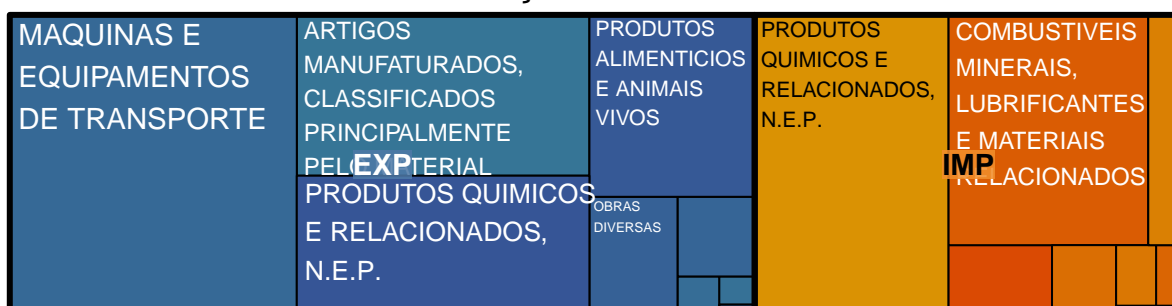 MAQUINAS E
EQUIPAMENTOS
DE TRANSPORTE
ARTIGOS
MANUFATURADOS,
CLASSIFICADOS
PRINCIPALMENTE
EXP
PRODUTOS QUIMICOS
E RELACIONADOS,
N.E.P.
PRODUTOS
ALIMENTICIOS
E ANIMAIS
VIVOS
OBRAS
DIVERSAS
PRODUTOS
QUIMICOS E
RELACIONADOS,
N.E.P.
COMBUSTIVEIS
MINERAIS,
LUBRIFICANTES
E MATERIAIS
RELACIONADOS
IMP